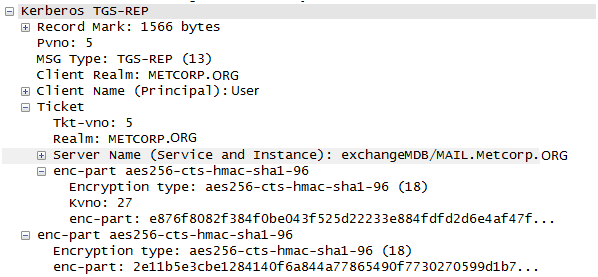 Kerberos TGS-REP
Record Mark: 1566 bytes
Pvno: 5
MSG Type: TGS-REP (13)
Client Realm: METCORP.ORG
Client Name (Principal): User
Ticket
Tkt-vno: 5
Realm: METCORP.ORG
Server Name (Service and Instance): exchangeMDB/MAIL.Metcorp.ORG
enc-part aes256-cts-hmac-sha1-96
Encryption type: aes256-cts-hmac-sha1-96 (18)
Kvno: 27
enc-part: e876f8082f384f0be043f525d22233e884fdfd2d6e4af47f...
enc-part aes256-cts-hmac-sha1-96
Encryption type: aes256-cts-hmac-sha1-96 (18)
enc-part: 2e11b5e3cbe1284140f6a844a77865490f7730270599d1b7...